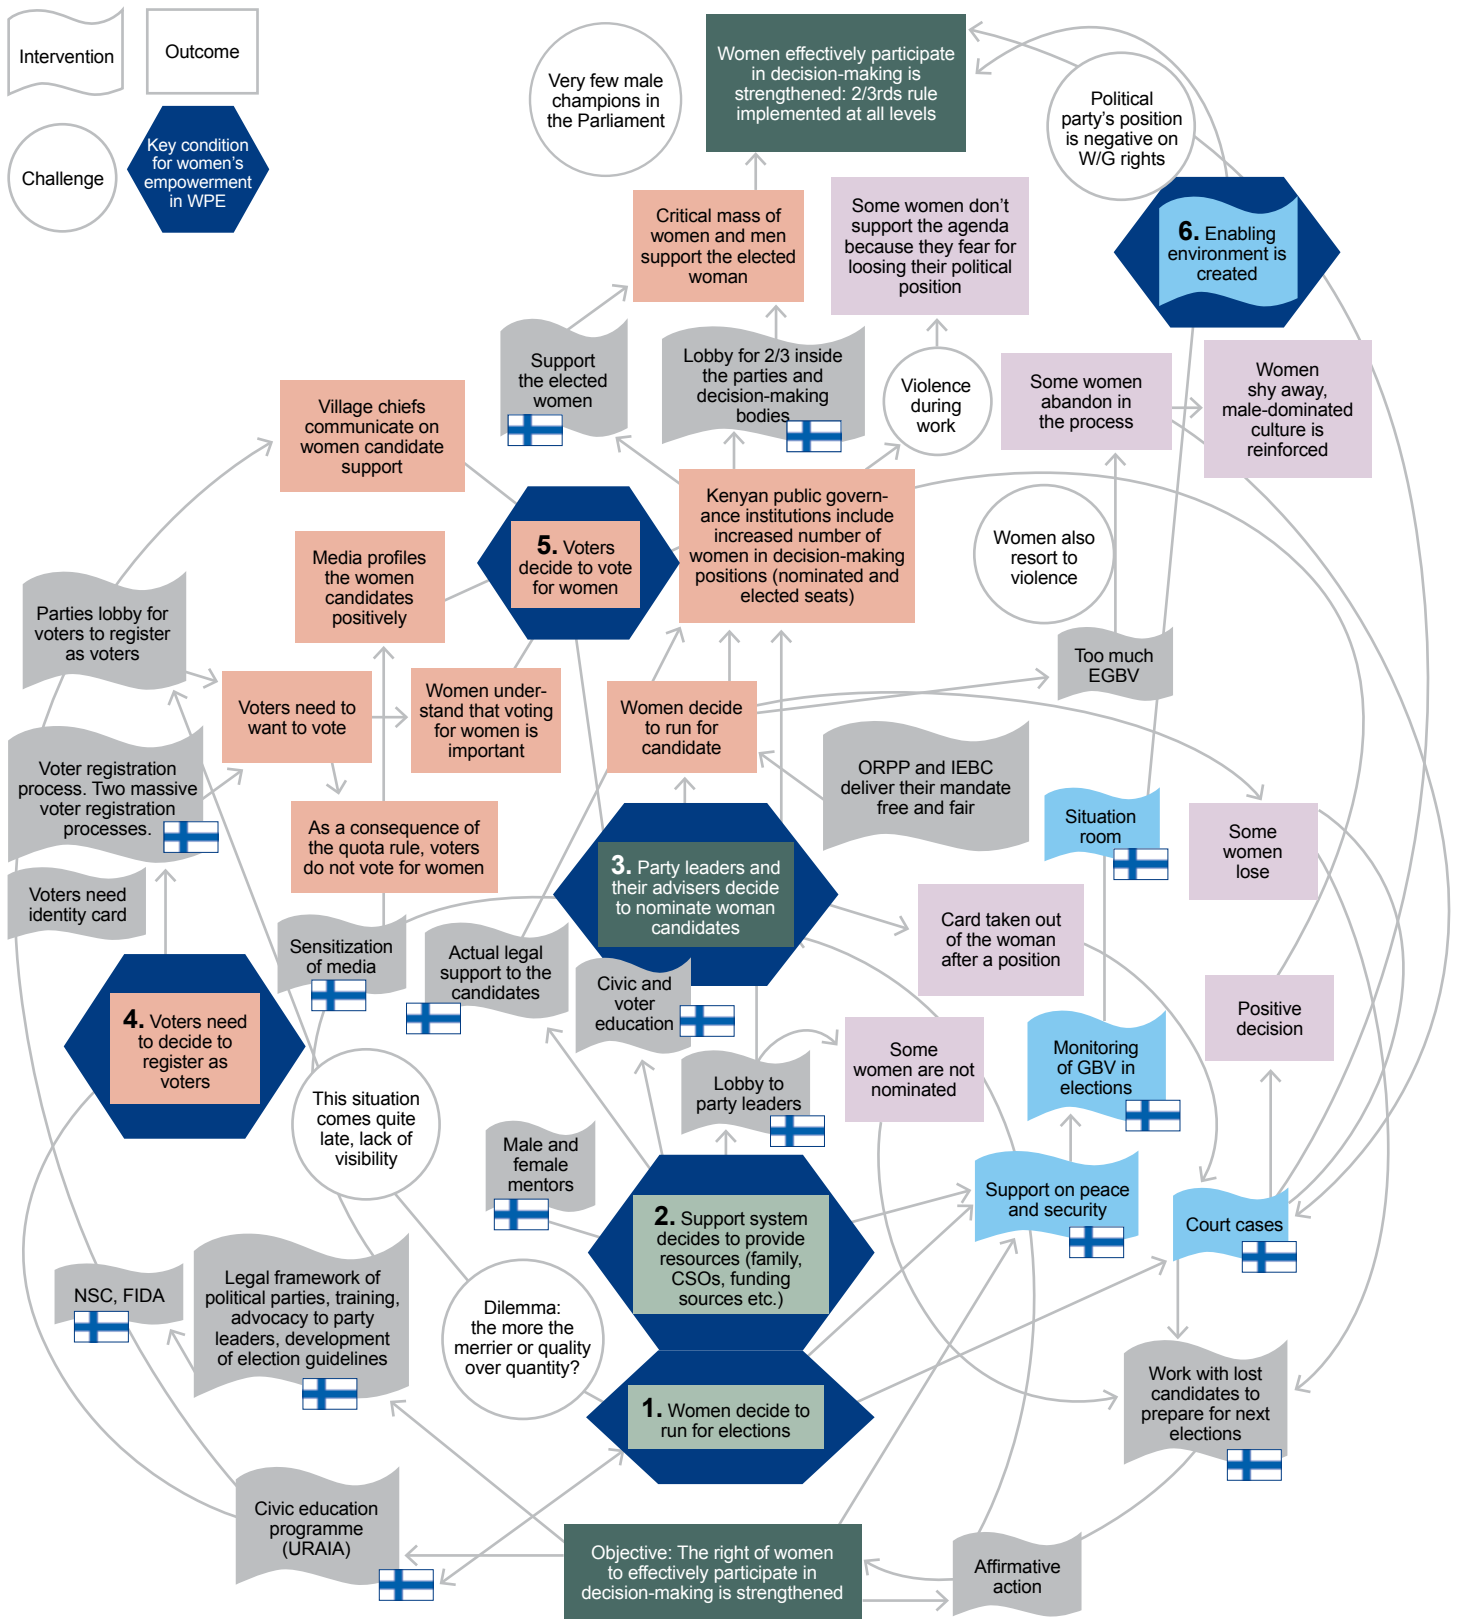 Intervention
Outcome
Challenge
Key condition
for women's
empowerment
in WPE
Very few male
champions in
the Parliament
Women effectively participate
in decision-making is
strengthened: 2/3rds rule
implemented at all levels
Political
party's position
is negative on
W/G rights
Critical mass of
women and men
support the elected
woman
Some women don't
support the agenda
because they fear for
loosing their political
position
6. Enabling
environment is
created
Support
the elected
women
Lobby for 2/3 inside
the parties and
decision-making
bodies
Violence
during
work
Some women
abandon in
the process
Women
shy away,
male-dominated
culture is
reinforced
Village chiefs
communicate on
women candidate
support
Media profiles
the women
candidates
positively
5. Voters
decide to vote
for women
Kenyan public govern-
ance institutions include
increased number of
women in decision-making
positions (nominated and
elected seats)
Women also
resort to
violence
Parties lobby for
voters to register
as voters
Voters need to
want to vote
Women under-
stand that voting
for women is
important
Women decide
to run for
candidate
Too much
EGBV
Voter registration
process. Two massive
voter registration
processes.
ORPP and IEBC
deliver their mandate
free and fair
As a consequence of
the quota rule, voters
do not vote for women
Situation
room
Some
women
lose
Voters need
identity card
3. Party leaders and
their advisers decide
to nominate woman
candidates
Card taken out
of the woman
after a position
Sensitization
of media
Actual legal
support to the
candidates
Civic and
voter
education
4. Voters need
to decide to
register as
voters
Positive
decision
This situation
comes quite
late, lack of
visibility
Lobby to
party leaders
Some
women are not
nominated
Monitoring
of GBV in
elections
Male and
female
mentors
2. Support system
decides to provide
resources (family,
CSOs, funding
sources etc.)
Support on peace
and security
Court cases
NSC, FIDA
Legal framework of
political parties, training,
advocacy to party
leaders, development
of election guidelines
Dilemma:
the more the
merrier or quality
over quantity?
1. Women decide to
run for elections
Work with lost
candidates to
prepare for next
elections
Civic education
programme
(URAIA)
Objective: The right of women
to effectively participate in
decision-making is strengthened
Affirmative
action